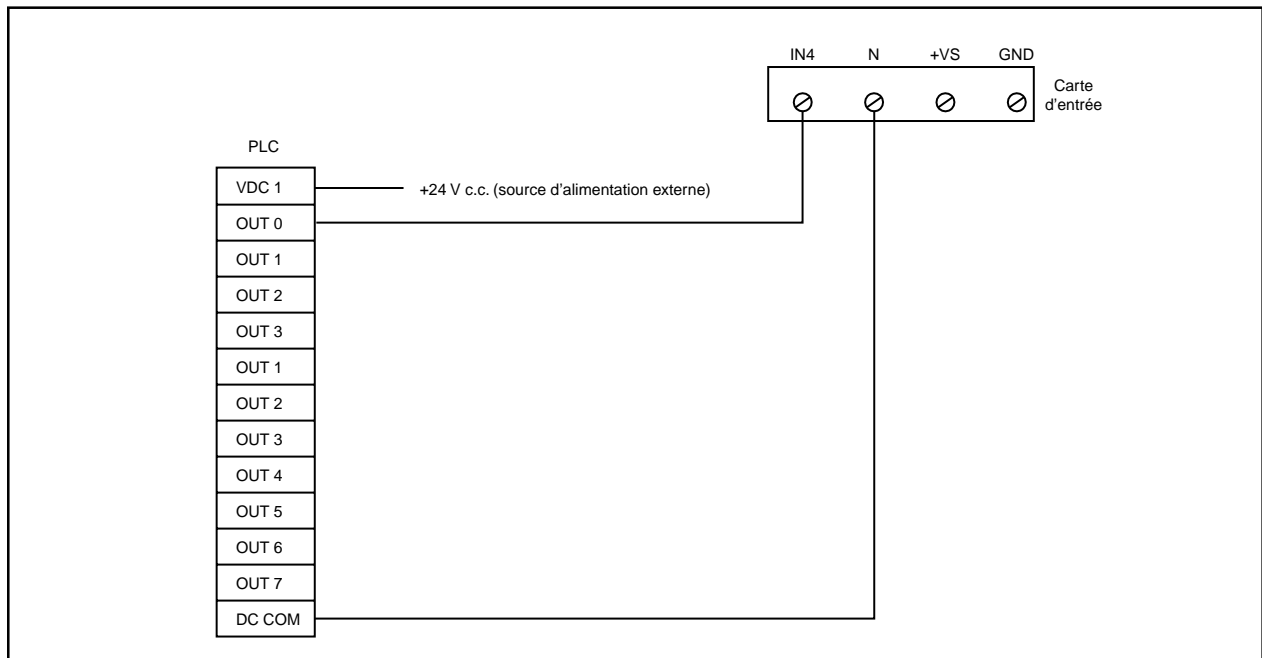 IN4 N +VS GND
Carte
d'entrée
PLC
VDC 1
+24 V c.c. (source d'alimentation externe)
OUT 0
OUT 1
OUT 2
OUT 3
OUT 1
OUT 2
OUT 3
OUT 4
OUT 5
OUT 6
OUT 7
DC COM